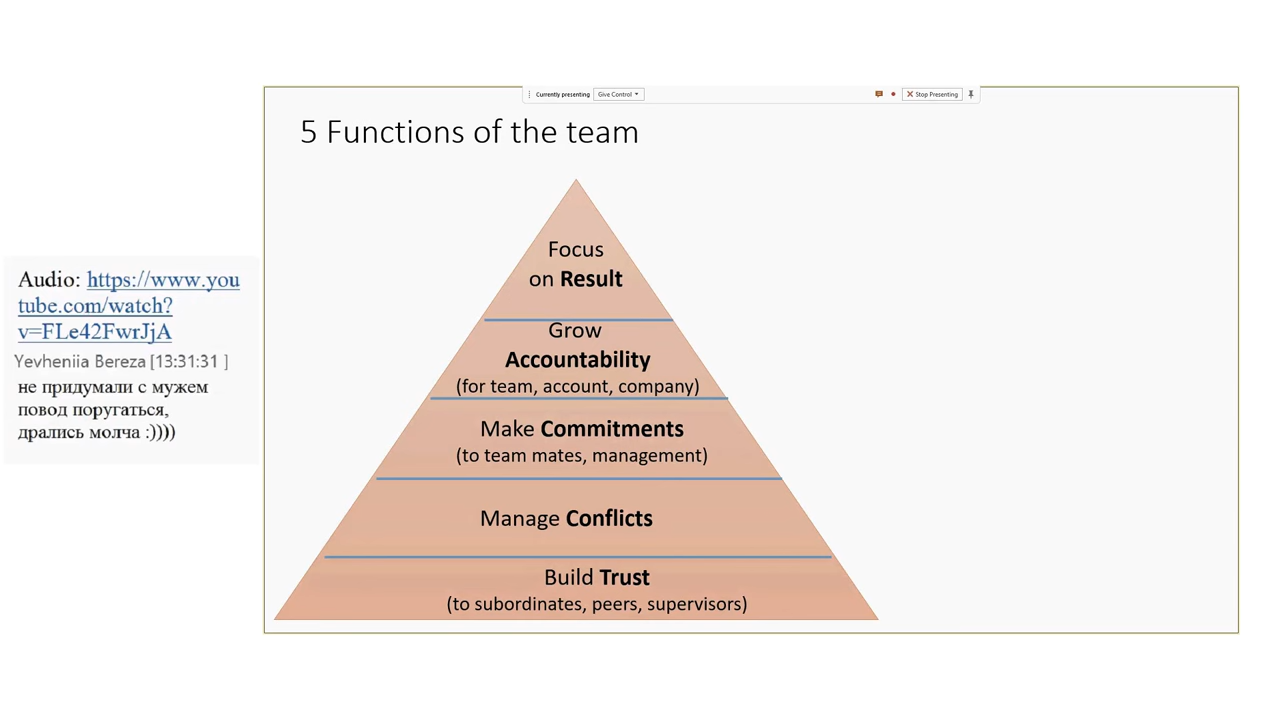 Currently presenting
Give Control
Stop Presenting
5 Functions of the team
Audio: https://www.you
tube.com/watch?
v=FLe42FwrJjA
Yevheniia Bereza [13:31:31 ]
не придумали с мужем
повод поругаться,
дрались молча :))))
Focus
on Result
Grow
Accountability
(for team, account, company)
Make Commitments
(to team mates, management)
Manage Conflicts
Build Trust
(to subordinates, peers, supervisors)